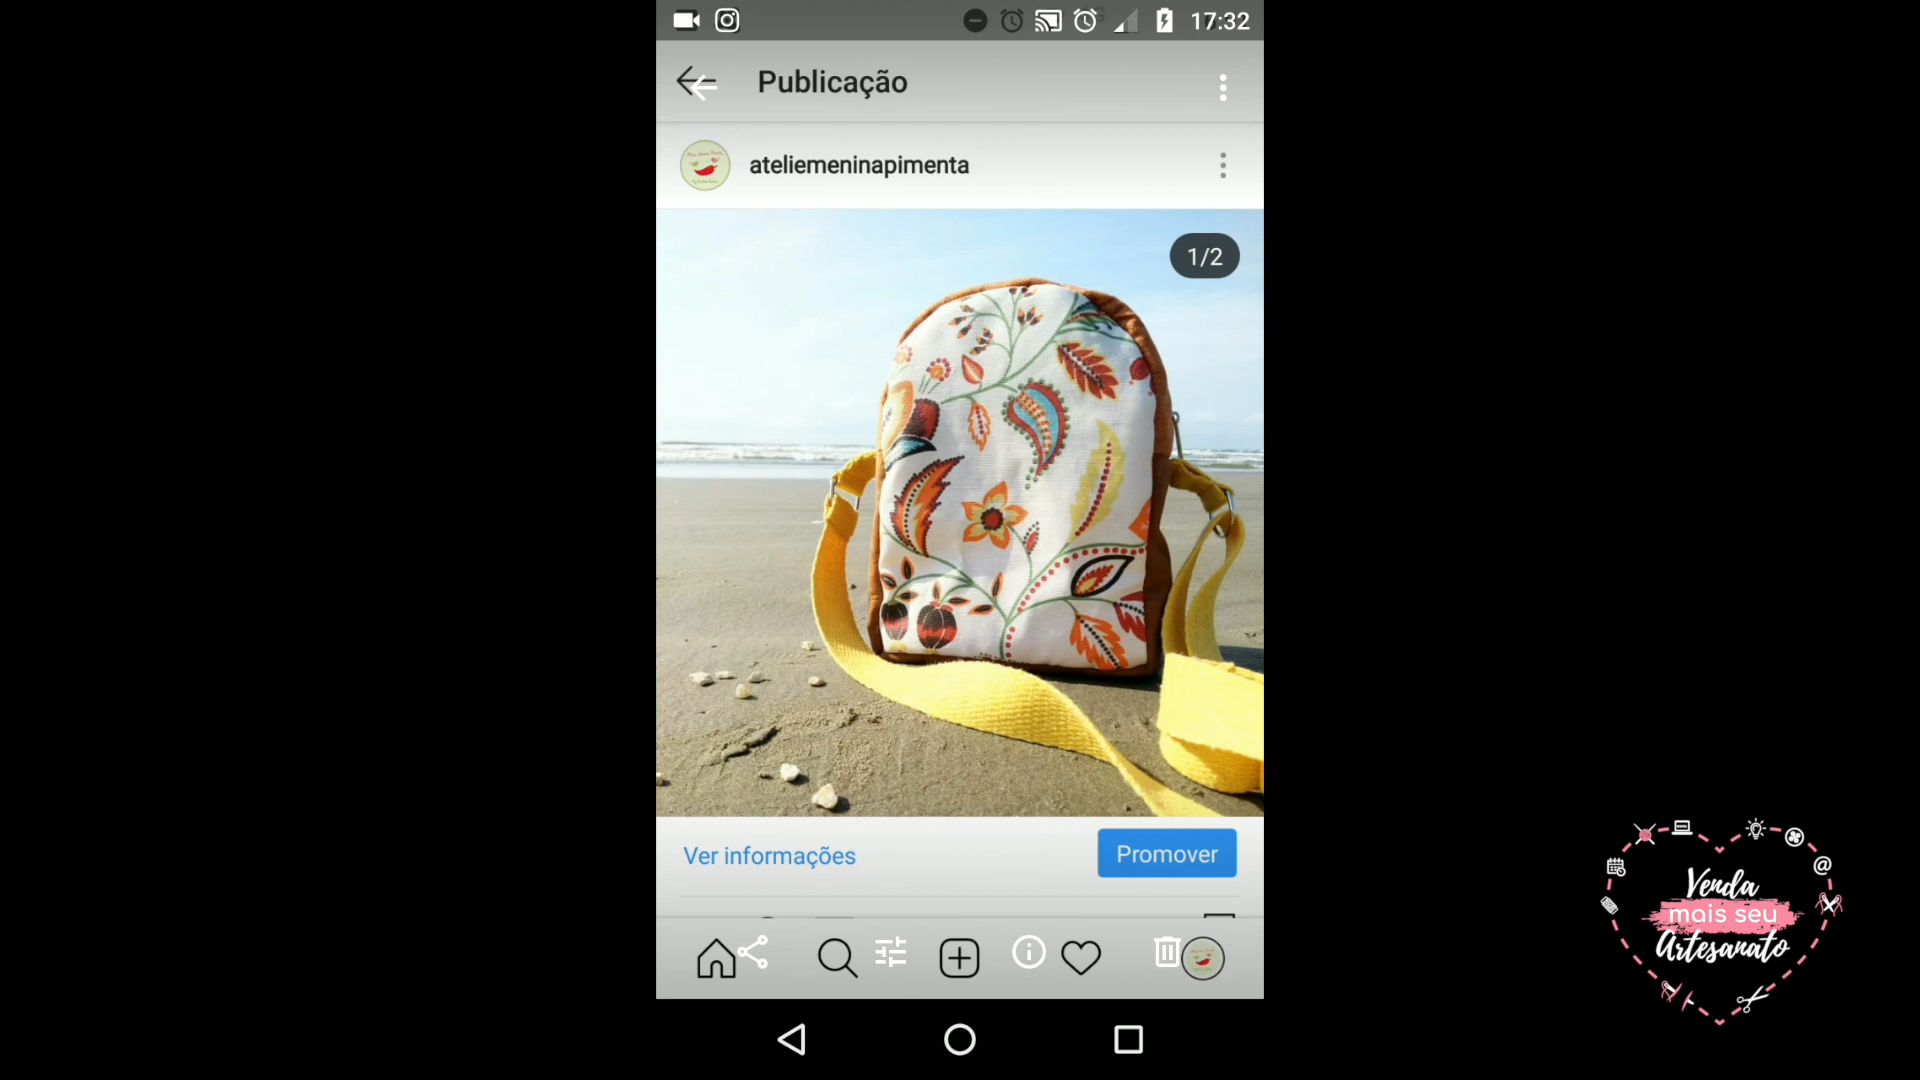 17:32
Publicação
ateliemeninapimenta
1/2
Ver informações
Promover
Venda
mais seu
Artesanato